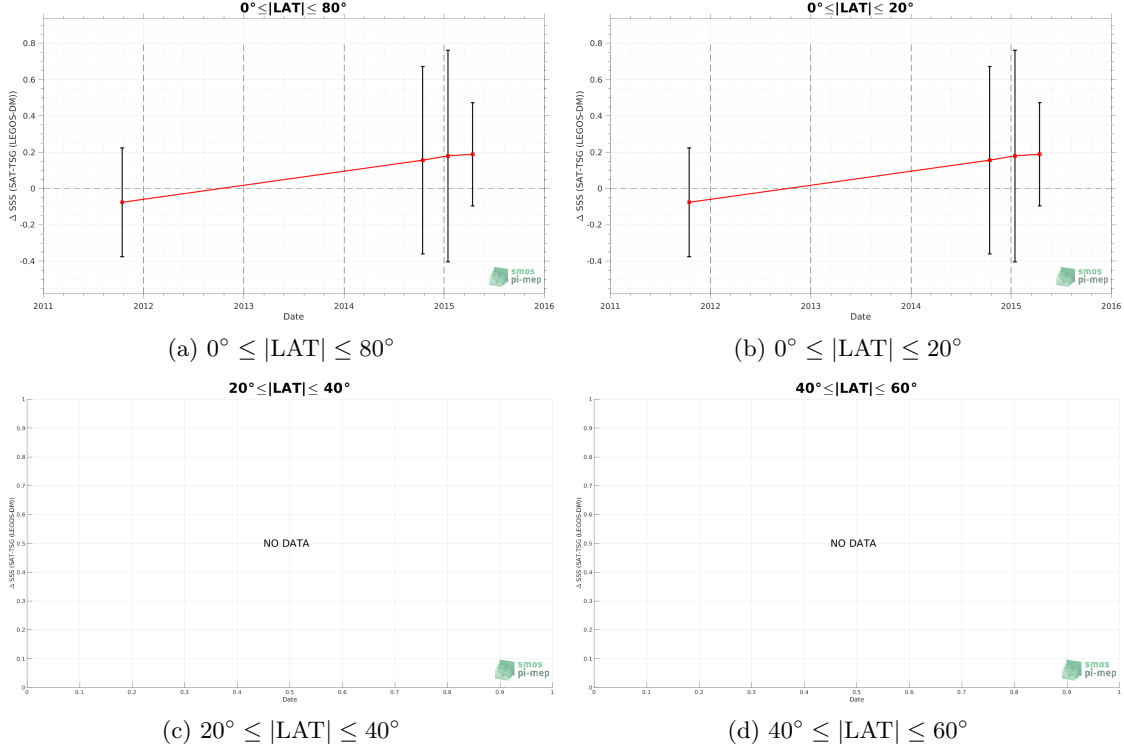 0°≤|LAT|≤ 80°
Δ SSS (SAT-TSG (LEGOS-DM))
0.8
0.6
0.4
0.2
0
-0.2
-0.4
2011 2012 2013 2014 2015 2016
Date
smos
pi-mep
(a) 0° ≤ |LAT| ≤ 80°
0°≤|LAT|≤ 20°
Δ SSS (SAT-TSG (LEGOS-DM))
0.8
0.6
0.4
0.2
0
-0.2
-0.4
2011 2012 2013 2014 2015 2016
Date
smos
pi-mep
(b) 0° ≤ |LAT| ≤ 20°
20°≤|LAT|≤ 40°
Δ SSS (SAT-TSG (LEGOS-DM))
1
0.9
0.8
0.7
0.6
0.5
0.4
0.3
0.2
0.1
0
NO DATA
0 0.1 0.2 0.3 0.4 0.5 0.6 0.7 0.8 0.9 1
Date
smos
pi-mep
(c) 20° ≤ |LAT| ≤ 40°
40°≤|LAT|≤ 60°
Δ SSS (SAT-TSG (LEGOS-DM))
1
0.9
0.8
0.7
0.6
0.5
0.4
0.3
0.2
0.1
0
NO DATA
0 0.1 0.2 0.3 0.4 0.5 0.6 0.7 0.8 0.9 1
Date
smos
pi-mep
(d) 40° ≤ |LAT| ≤ 60°